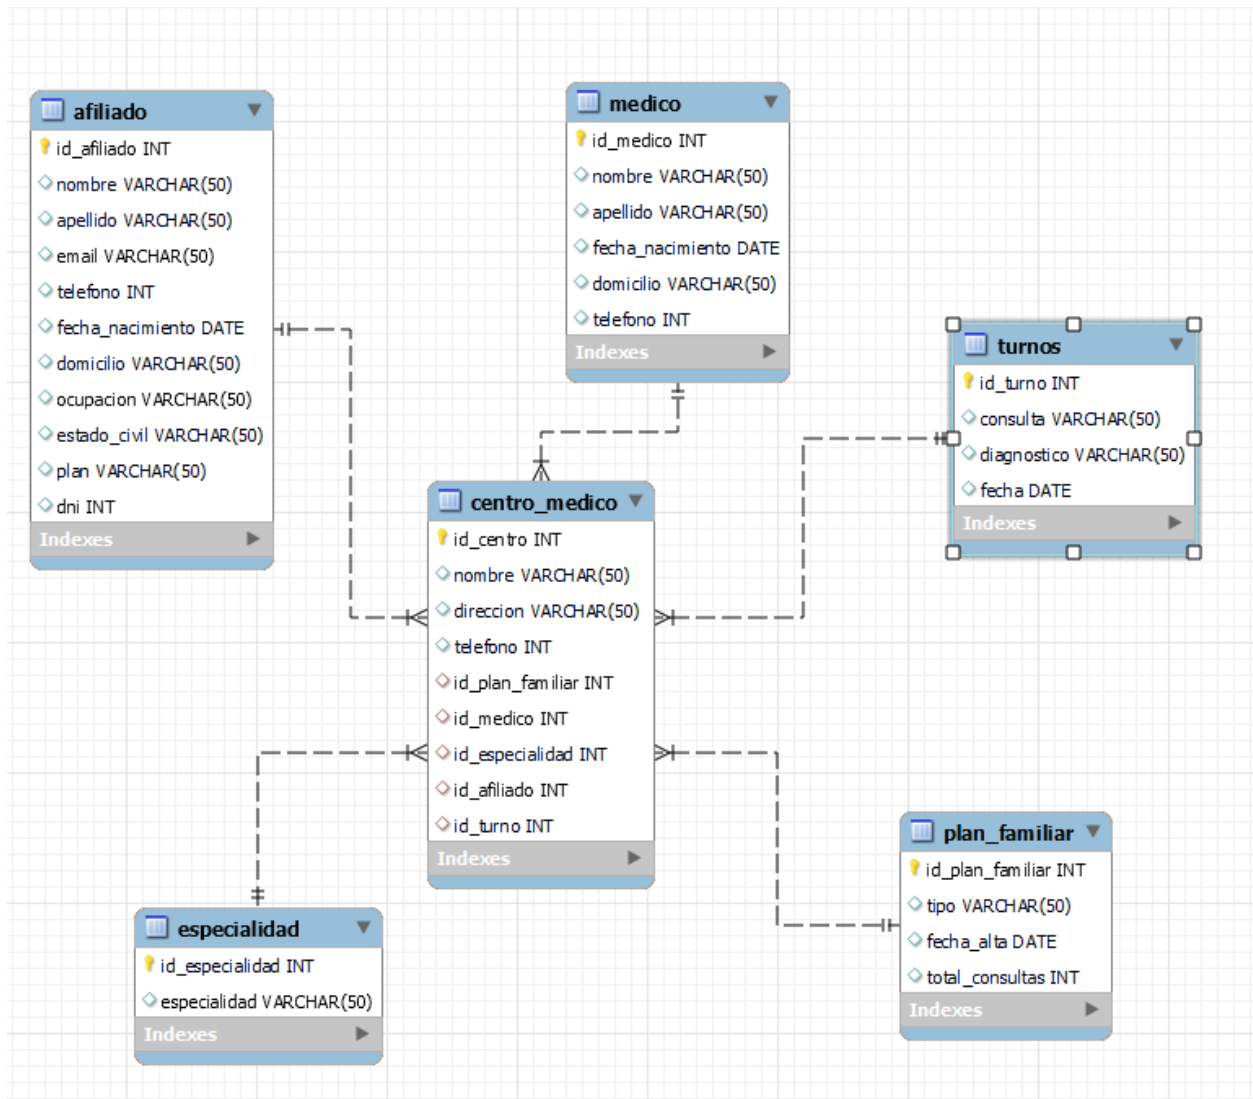 afiliado
id_afiliado INT
nombre VARCHAR(50)
apellido VARCHAR(50)
email VARCHAR(50)
telefono INT
fecha_nacimiento DATE
domicilio VARCHAR(50)
ocupacion VARCHAR(50)
estado_civil VARCHAR(50)
plan VARCHAR(50)
dni INT
Indexes
medico
id_medico INT
nombre VARCHAR(50)
apellido VARCHAR(50)
fecha_nacimiento DATE
domicilio VARCHAR(50)
telefono INT
Indexes
turnos
id_turno INT
consulta VARCHAR(50)
diagnostico VARCHAR(50)
fecha DATE
Indexes
centro_medico
id_centro INT
nombre VARCHAR(50)
direccion VARCHAR(50)
telefono INT
id_plan_familiar INT
id_medico INT
id_especialidad INT
id_afiliado INT
id_turno INT
Indexes
especialidad
id_especialidad INT
especialidad VARCHAR(50)
Indexes
plan_familiar
id_plan_familiar INT
tipo VARCHAR(50)
fecha_alta DATE
total_consultas INT
Indexes